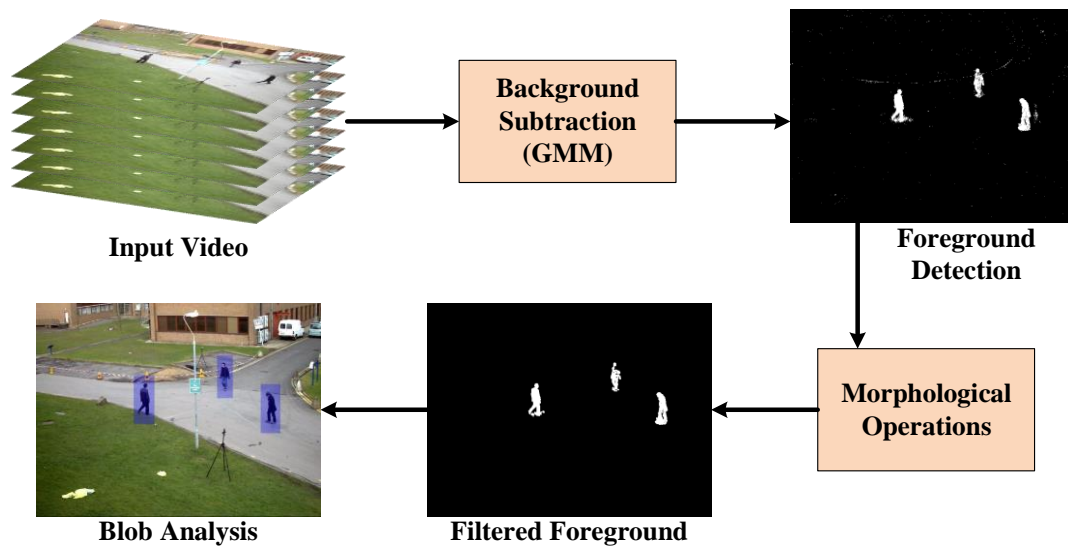 Background
Subtraction
(GMM)
Input Video
Foreground
Detection
Morphological
Operations
Filtered Foreground
Blob Analysis